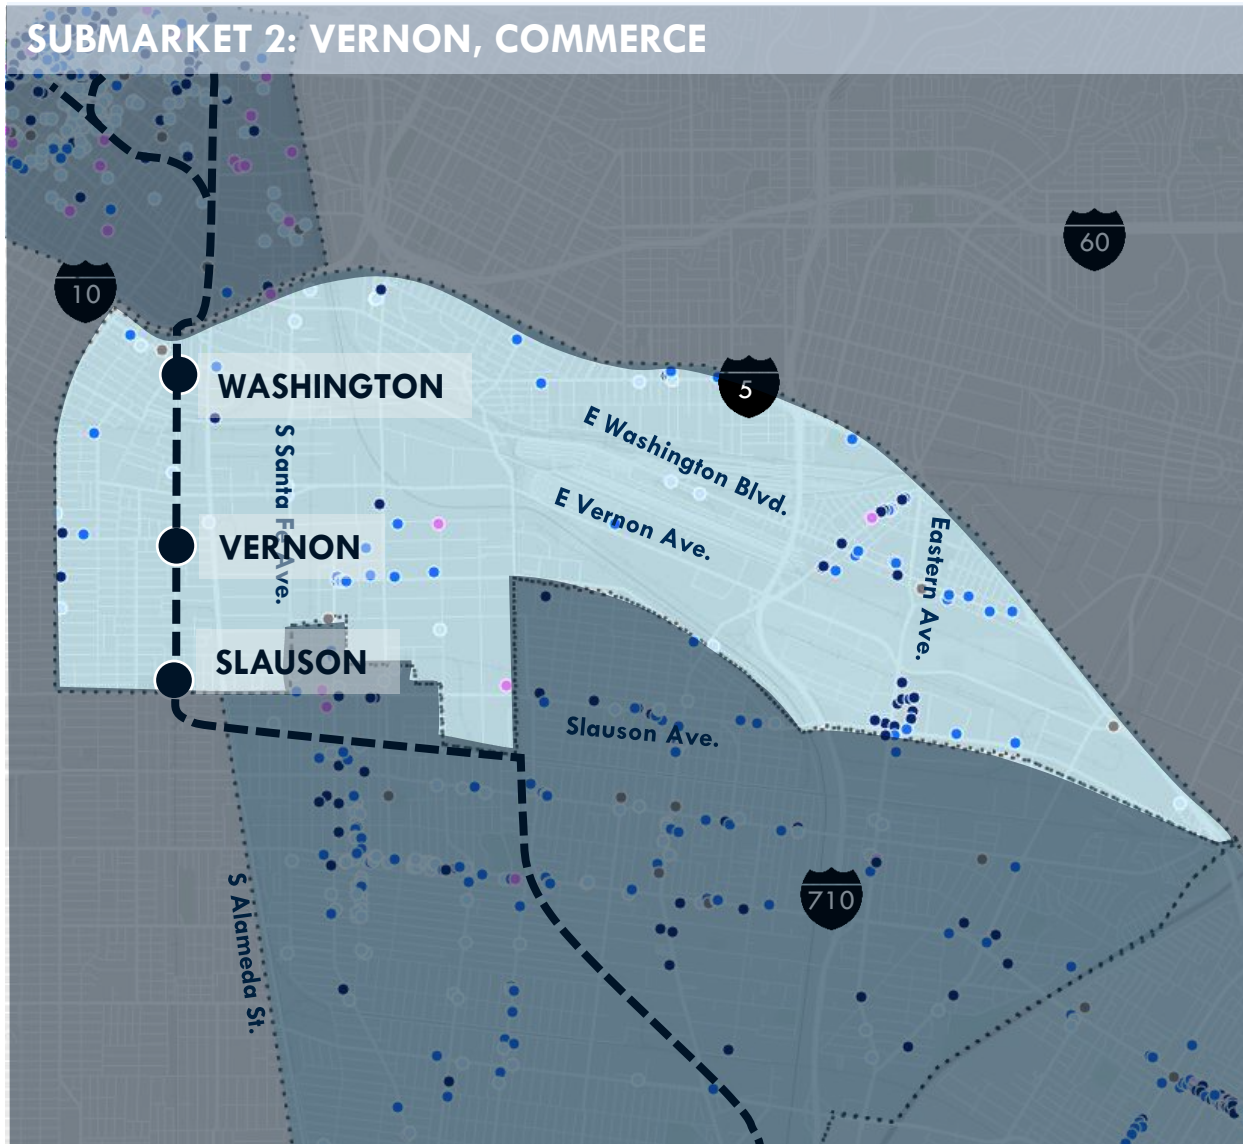 SUBMARKET 2: VERNON, COMMERCE
60
10
5
WASHINGTON
E Washington Blvd.
S Santa Fe Ave.
E Vernon Ave.
VERNON
Eastern Ave.
SLAUSON
Slauson Ave.
710
S Alameda St.